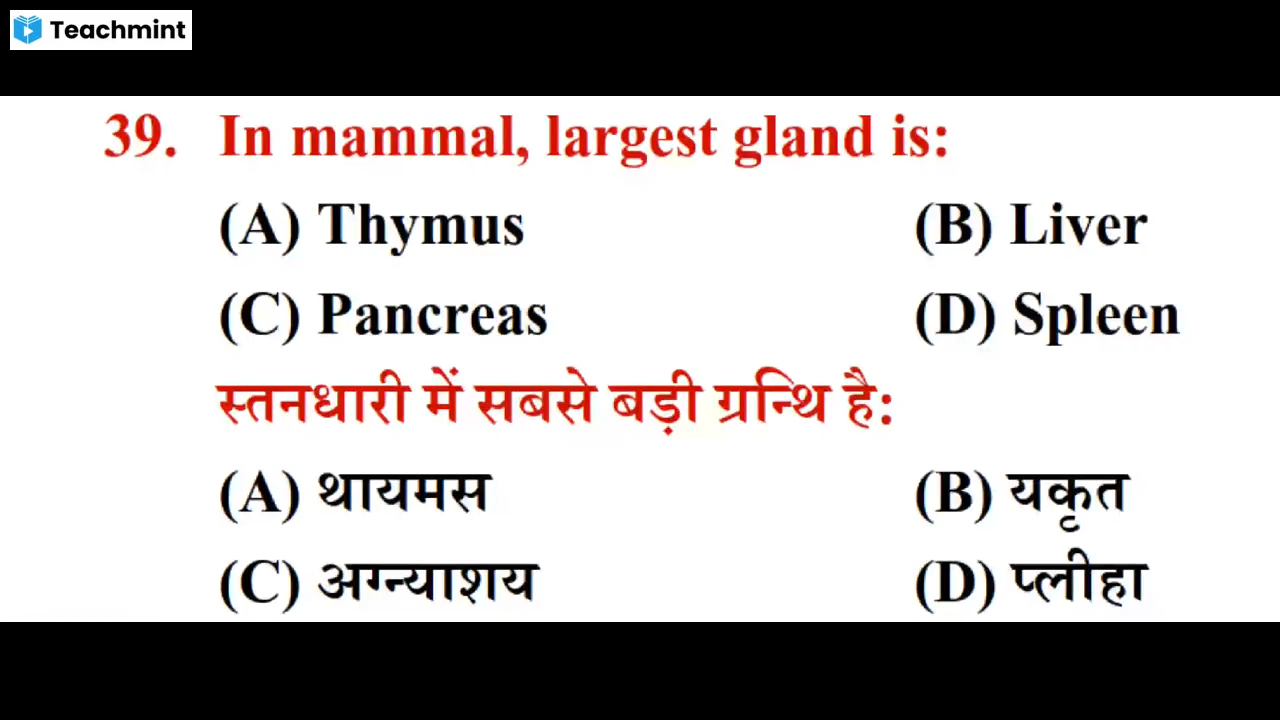 Teachmint
39. In mammal, largest gland is:
(A) Thymus (B) Liver
(C) Pancreas (D) Spleen
स्तनधारी में सबसे बड़ी ग्रन्थि है:
(A) थायमस (B) यकृत
(C) अग्न्याशय (D) प्लीहा